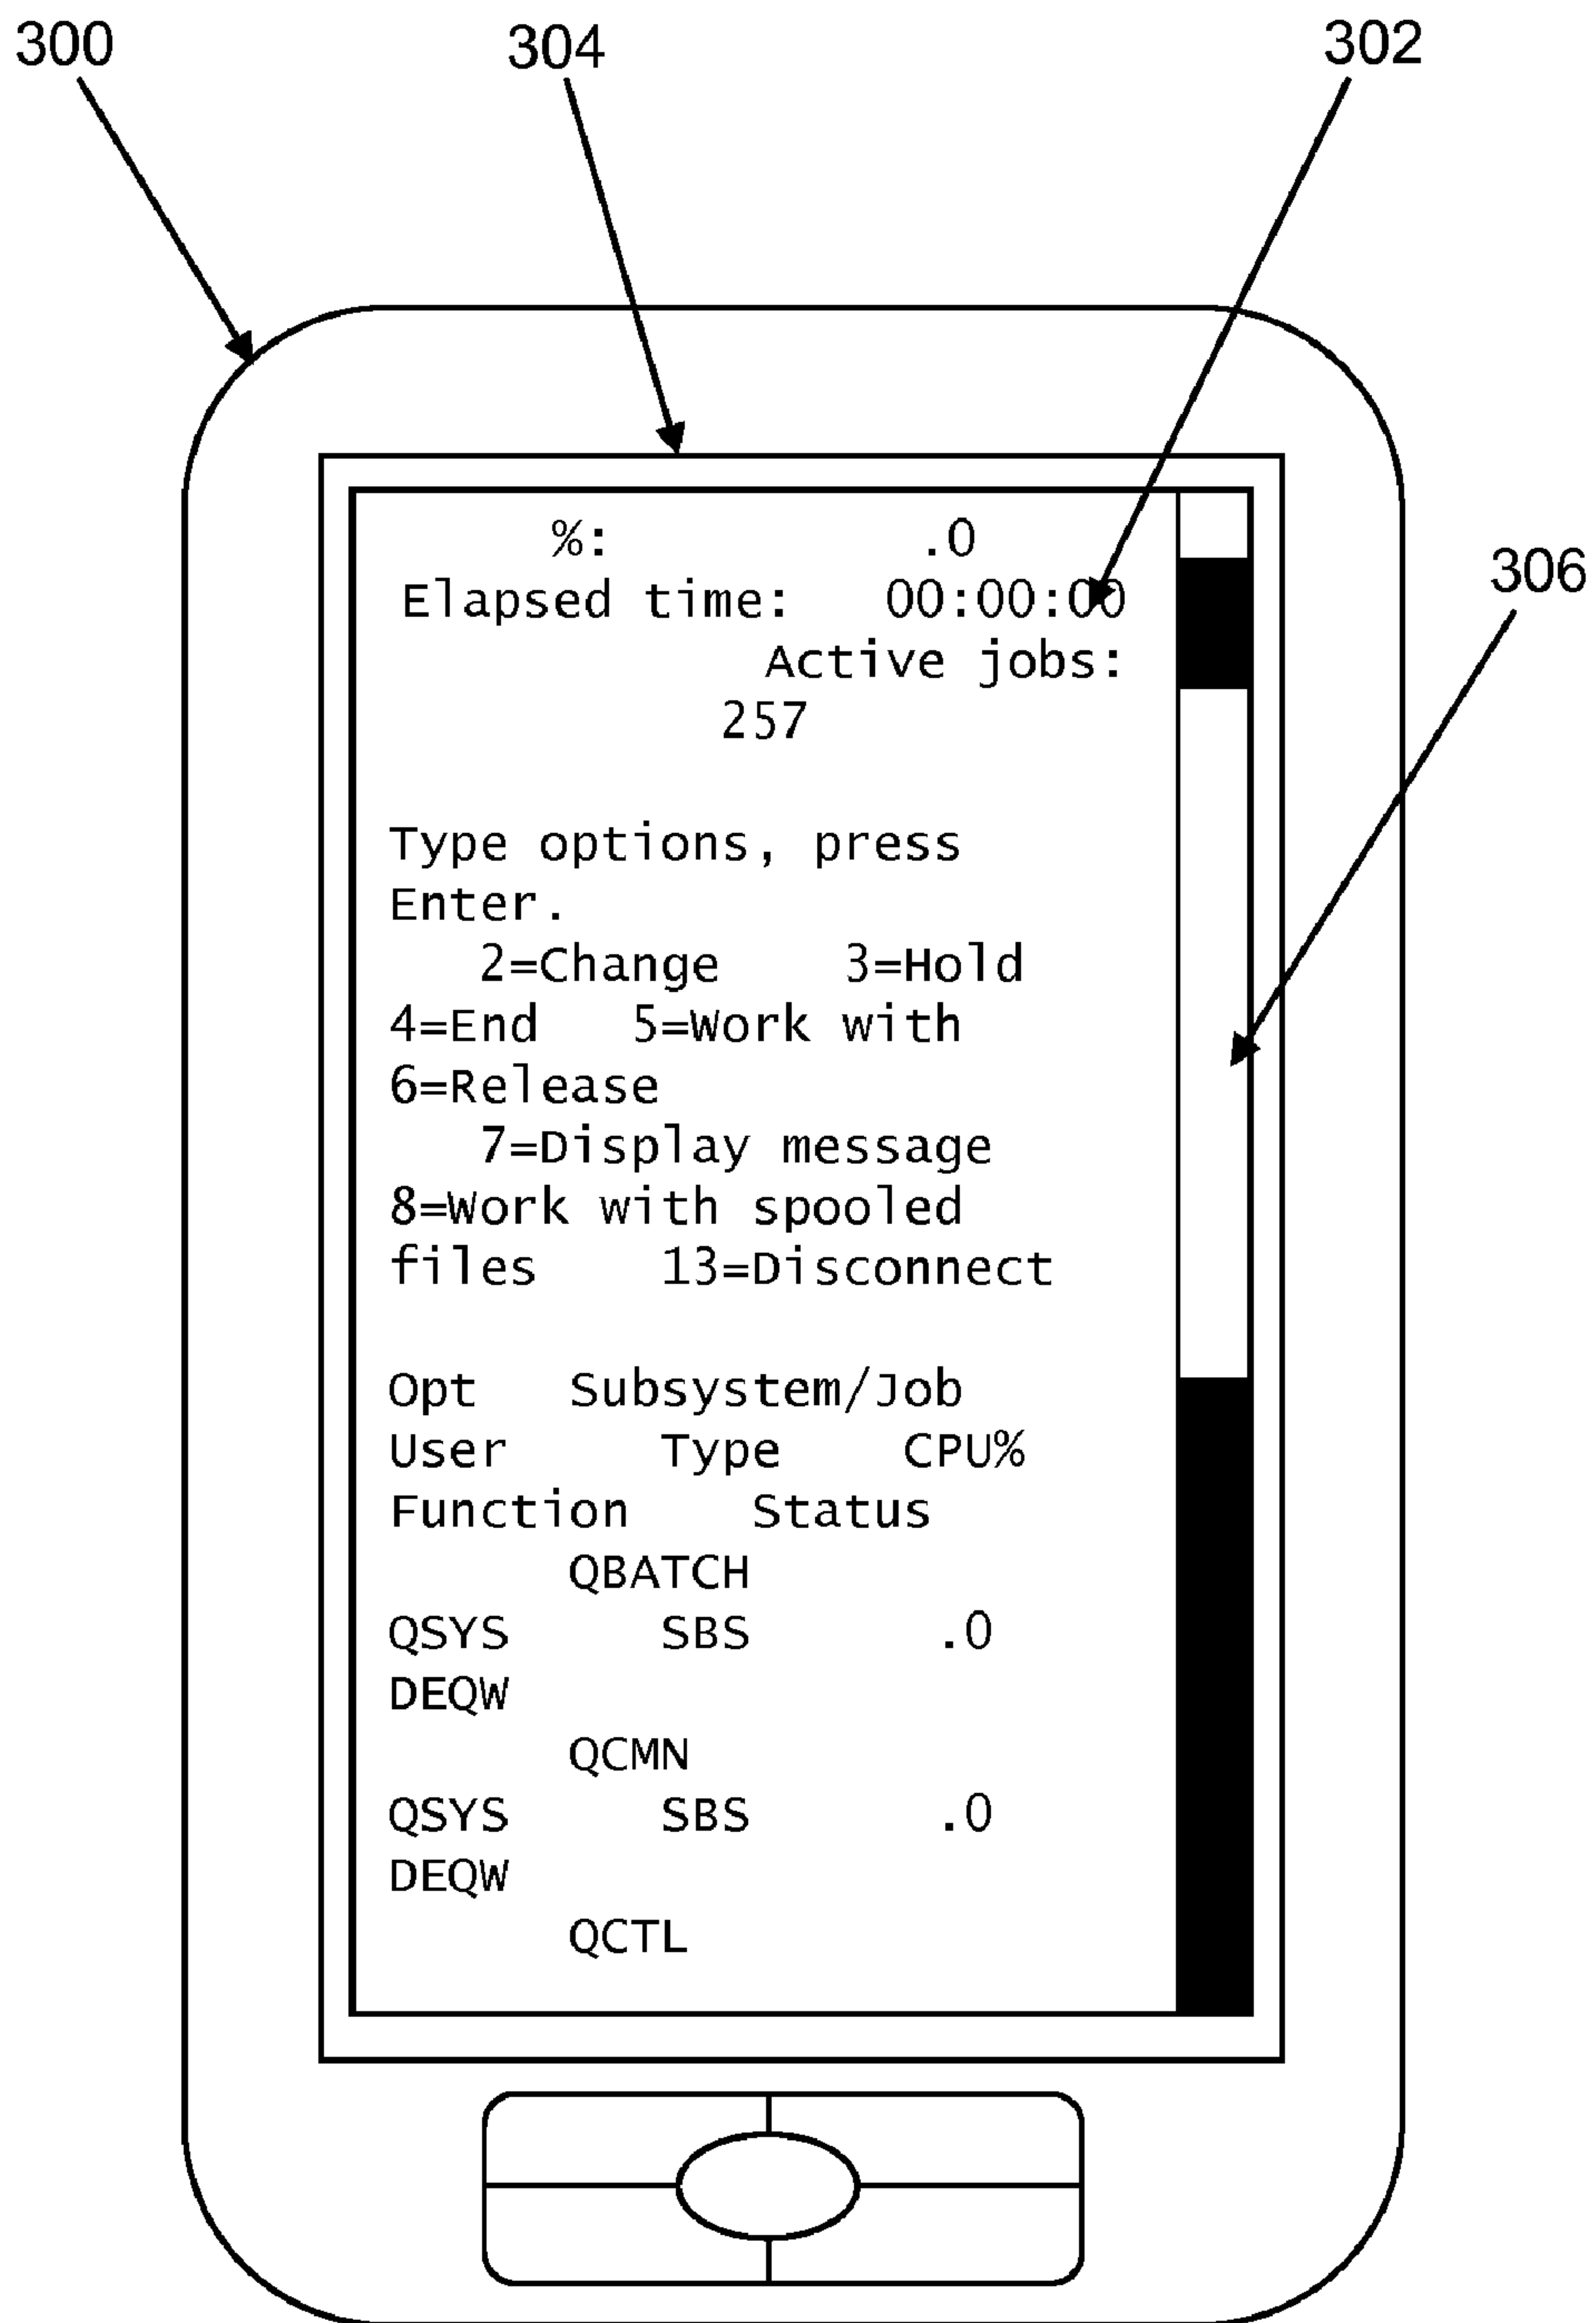 300 304 302
%: .0
Elapsed time: 00:00:00
306
Active jobs:
257
Type options, press
Enter.
2=Change 3=Hold
4=End 5=Work with
6=Release
7=Display message
8=Work with spooled
files 13=Disconnect
Opt Subsystem/Job
User Type CPU%
Function Status
QBATCH
QSYS SBS .0
DEQW
QCMN
QSYS SBS .0
DEQW
QCTL